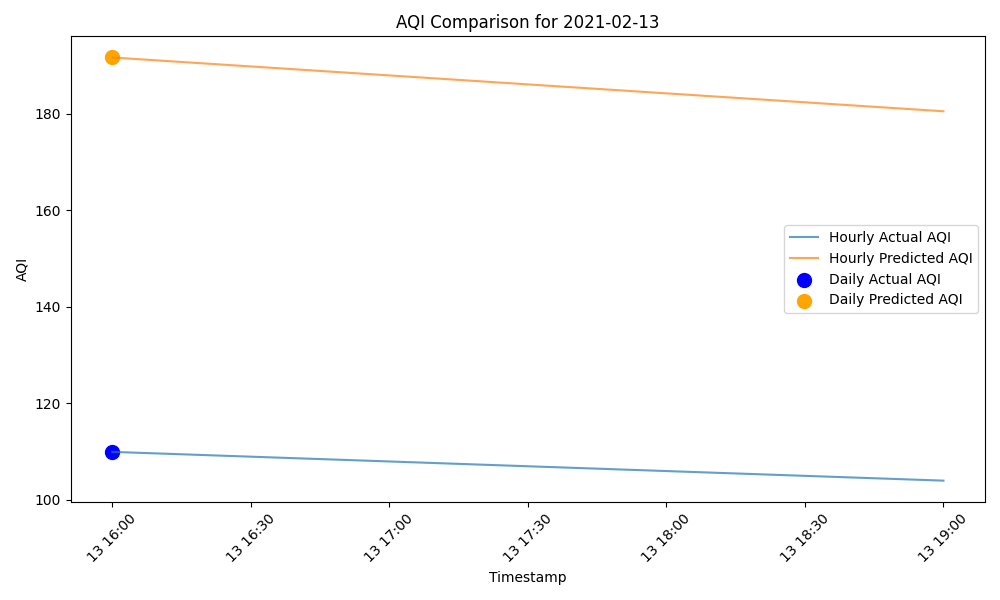 AQI Comparison for 2021-02-13
AQI
180
160
140
120
100
Hourly Actual AQI
Hourly Predicted AQI
Daily Actual AQI
Daily Predicted AQI
13 16:00
13 16:30
13 17:00
13 17:30
13 18:00
13 18:30
13 19:00
Timestamp